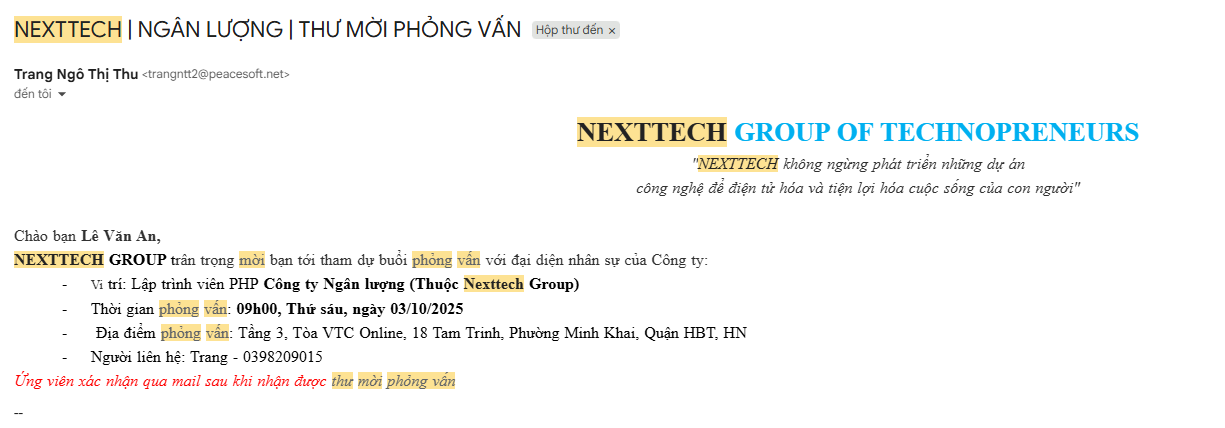 NEXTTECH | NGÂN LƯỢNG | THƯ MỜI PHỎNG VẤN Hộp thư đến ×
Trang Ngô Thị Thu <trangntt2@peacesoft.net>
đến tôi
NEXTTECH GROUP OF TECHNOPRENEURS
"NEXTTECH không ngừng phát triển những dự án
công nghệ để điện tử hóa và tiện lợi hóa cuộc sống của con người"
Chào bạn Lê Văn An,
NEXTTECH GROUP trân trọng mời bạn tới tham dự buổi phỏng vấn với đại diện nhân sự của Công ty:
- Vị trí: Lập trình viên PHP Công ty Ngân lượng (Thuộc Nexttech Group)
- Thời gian phỏng vấn: 09h00, Thứ sáu, ngày 03/10/2025
- Địa điểm phỏng vấn: Tầng 3, Tòa VTC Online, 18 Tam Trinh, Phường Minh Khai, Quận HBT, HN
- Người liên hệ: Trang - 0398209015
Ứng viên xác nhận qua mail sau khi nhận được thư mời phỏng vấn
--